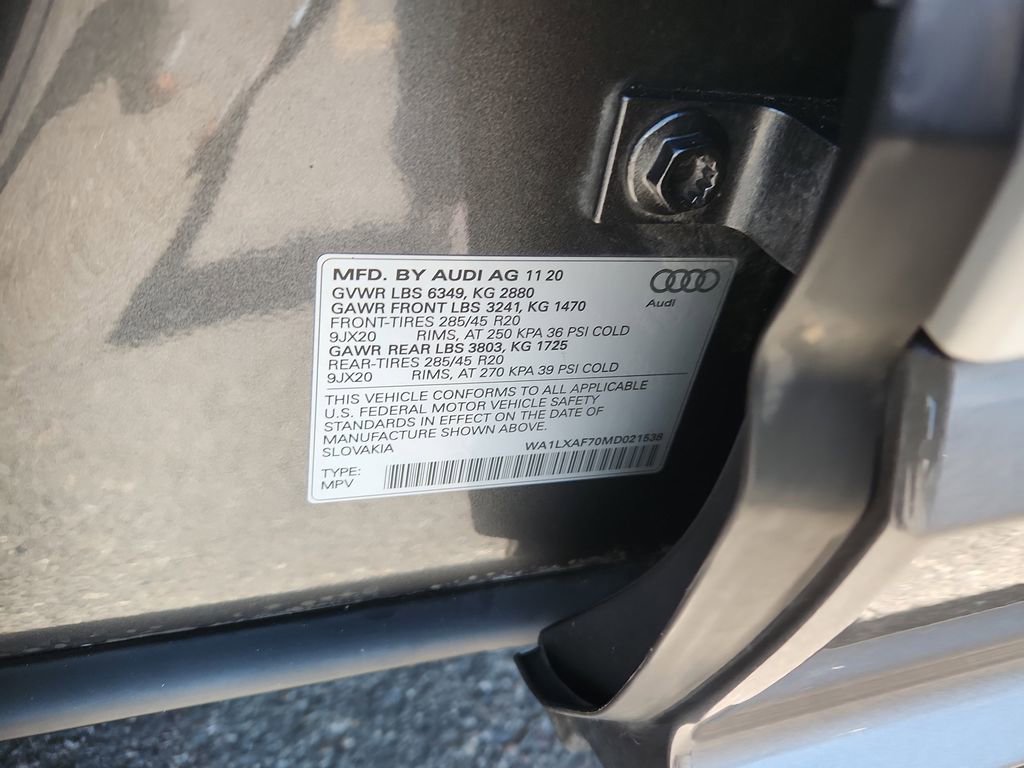 MFD. BY AUDI AG 11 20
GVWR LBS 6349, KG 2880
GAWR FRONT LBS 3241, KG 1470
FRONT-TIRES 285/45 R20
9JX20 RIMS, AT 250 KPA 36 PSI COLD
GAWR REAR LBS 3803, KG 1725
REAR-TIRES 285/45 R20
9JX20 RIMS, AT 270 KPA 39 PSI COLD
Audi
THIS VEHICLE CONFORMS TO ALL APPLICABLE
U.S. FEDERAL MOTOR VEHICLE SAFETY
STANDARDS IN EFFECT ON THE DATE OF
MANUFACTURE SHOWN ABOVE.
SLOVAKIA WA1LXAF70MD021538
TYPE:
MPV